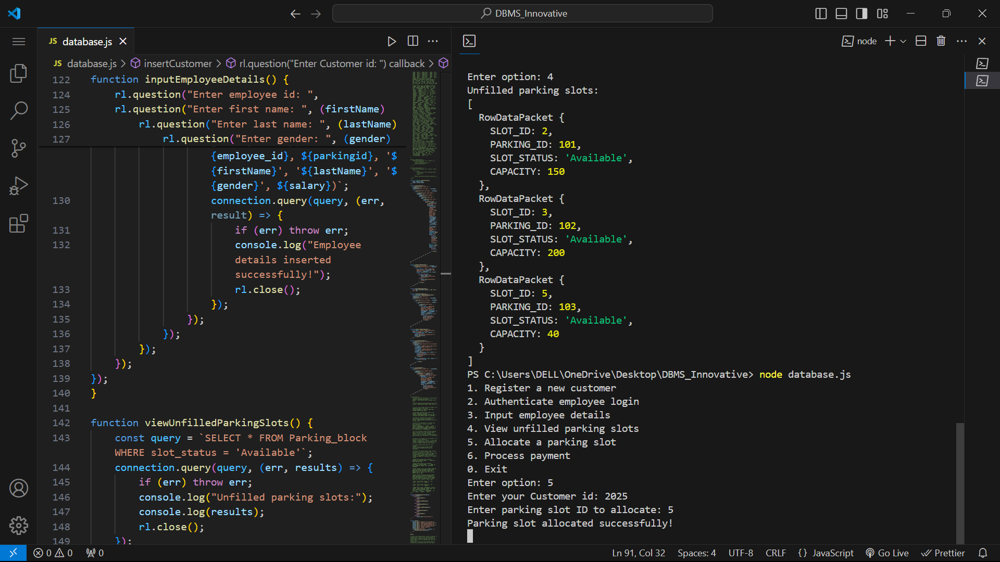 DBMS_Innovative
JS database.js
node
JS database.js > insertCustomer > rl.question("Enter Customer id: ") callback >
122 function inputEmployeeDetails() {
124 rl.question("Enter employee id: ",
125 rl.question("Enter first name: ", (firstName)
126 rl.question("Enter last name: ", (lastName)
127 rl.question("Enter gender: ", (gender)
{employee_id}, ${parkingid}, '$
{firstName}', '${lastName}', '$
{gender}', ${salary})`;
130 connection.query(query, (err,
result) => {
131 if (err) throw err;
132 console.log("Employee
details inserted
successfully!");
133 rl.close();
134 });
135 });
136 });
137 });
138 });
139 });
140 }
141
142 function viewUnfilledParkingSlots() {
143 const query = `SELECT * FROM Parking_block
WHERE slot_status = 'Available'`;
144 connection.query(query, (err, results) => {
145 if (err) throw err;
146 console.log("Unfilled parking slots:");
147 console.log(results);
148 rl.close();
149 });
Enter option: 4
Unfilled parking slots:
[
RowDataPacket {
SLOT_ID: 2,
PARKING_ID: 101,
SLOT_STATUS: 'Available',
CAPACITY: 150
},
RowDataPacket {
SLOT_ID: 3,
PARKING_ID: 102,
SLOT_STATUS: 'Available',
CAPACITY: 200
},
RowDataPacket {
SLOT_ID: 5,
PARKING_ID: 103,
SLOT_STATUS: 'Available',
CAPACITY: 40
}
]
PS C:\Users\DELL\OneDrive\Desktop\DBMS_Innovative> node database.js
1. Register a new customer
2. Authenticate employee login
3. Input employee details
4. View unfilled parking slots
5. Allocate a parking slot
6. Process payment
0. Exit
Enter option: 5
Enter your Customer id: 2025
Enter parking slot ID to allocate: 5
Parking slot allocated successfully!
0 0 0
Ln 91, Col 32 Spaces: 4 UTF-8 CRLF {} JavaScript Go Live Prettier